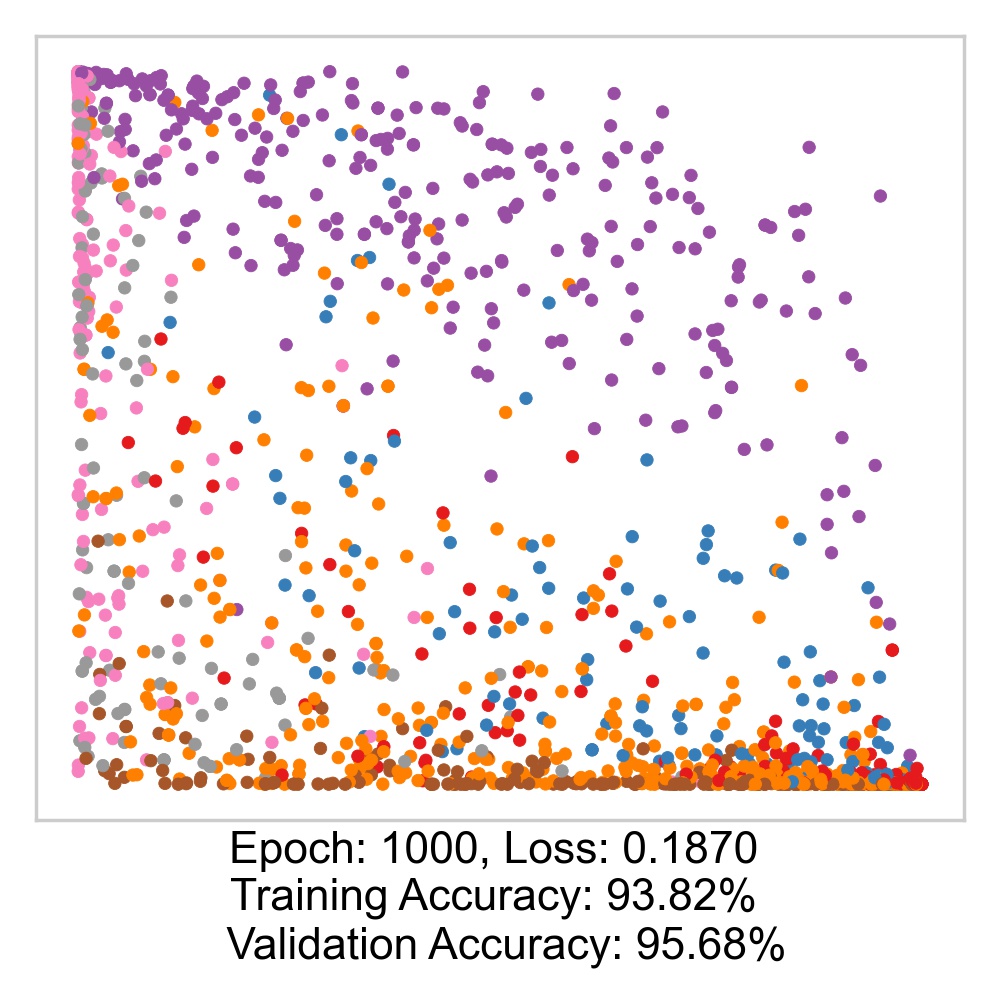 Epoch: 1000, Loss: 0.1870
Training Accuracy: 93.82%
Validation Accuracy: 95.68%